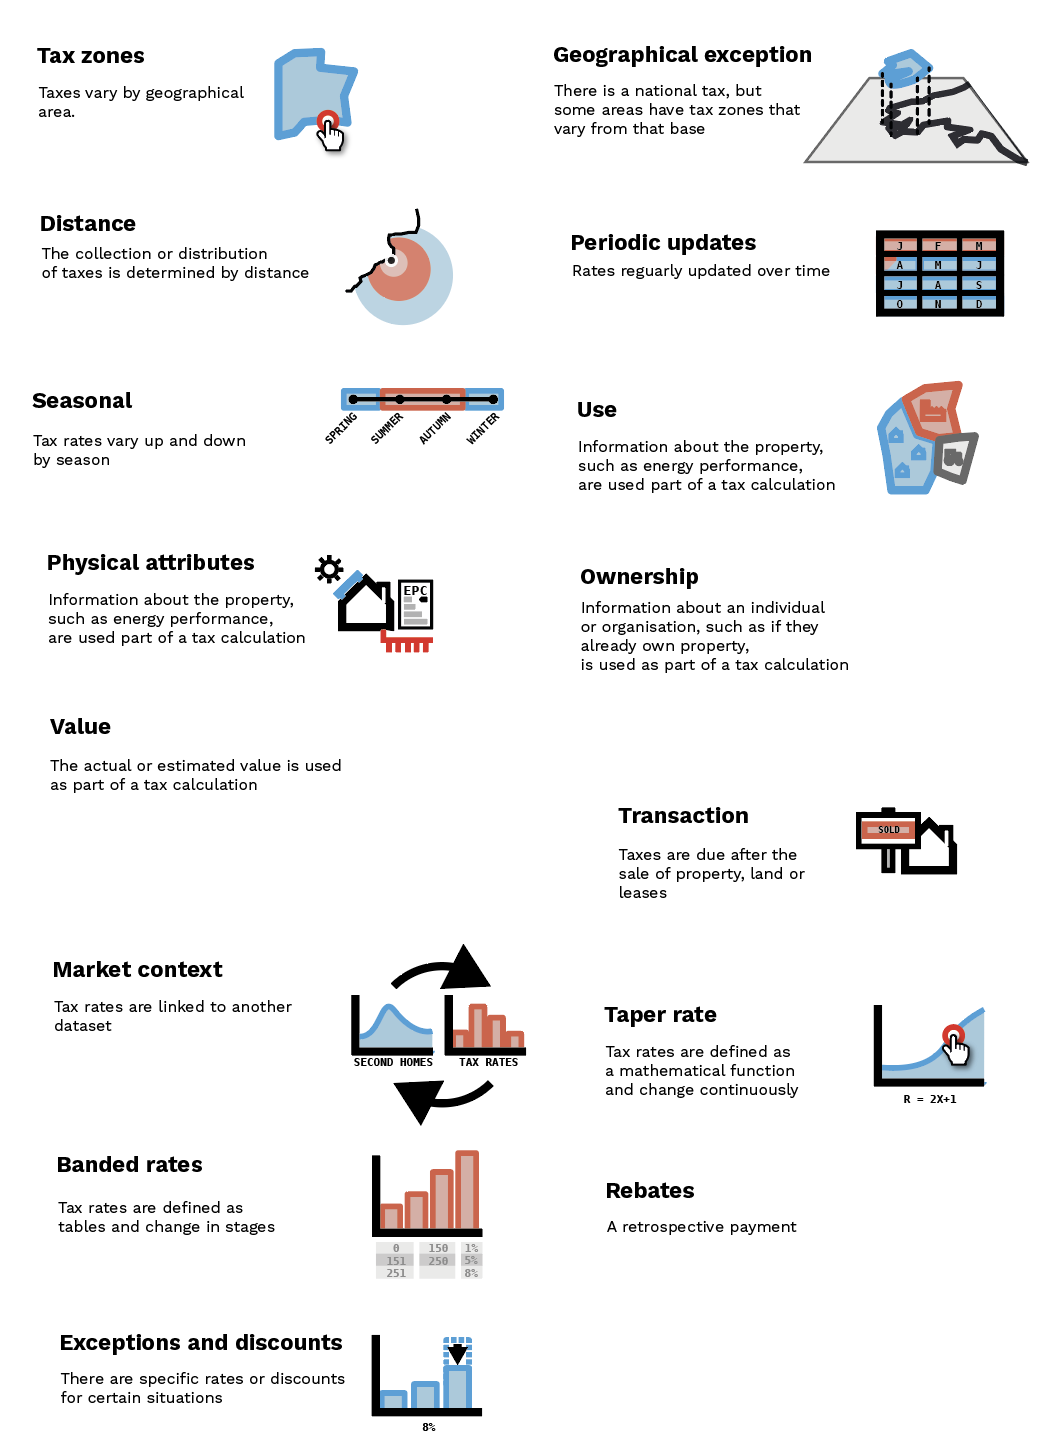 Tax zones
Taxes vary by geographical
area.
Geographical exception
There is a national tax, but
some areas have tax zones that
vary from that base
Distance
The collection or distribution
of taxes is determined by distance
Periodic updates
Rates reguarly updated over time
J F M
A M J
J A S
O N D
Seasonal
Tax rates vary up and down
by season
SPRING
SUMMER
AUTUMN
WINTER
Use
Information about the property,
such as energy performance,
are used part of a tax calculation
Physical attributes
Information about the property,
such as energy performance,
are used part of a tax calculation
EPC
Ownership
Information about an individual
or organisation, such as if they
already own property,
is used as part of a tax calculation
Value
The actual or estimated value is used
as part of a tax calculation
Transaction
Taxes are due after the
sale of property, land or
leases
SOLD
Market context
Tax rates are linked to another
dataset
SECOND HOMES
TAX RATES
Taper rate
Tax rates are defined as
a mathematical function
and change continuously
R = 2X+1
Banded rates
Tax rates are defined as
tables and change in stages
0 150 1%
151 250 5%
251 8%
Rebates
A retrospective payment
Exceptions and discounts
There are specific rates or discounts
for certain situations
8%